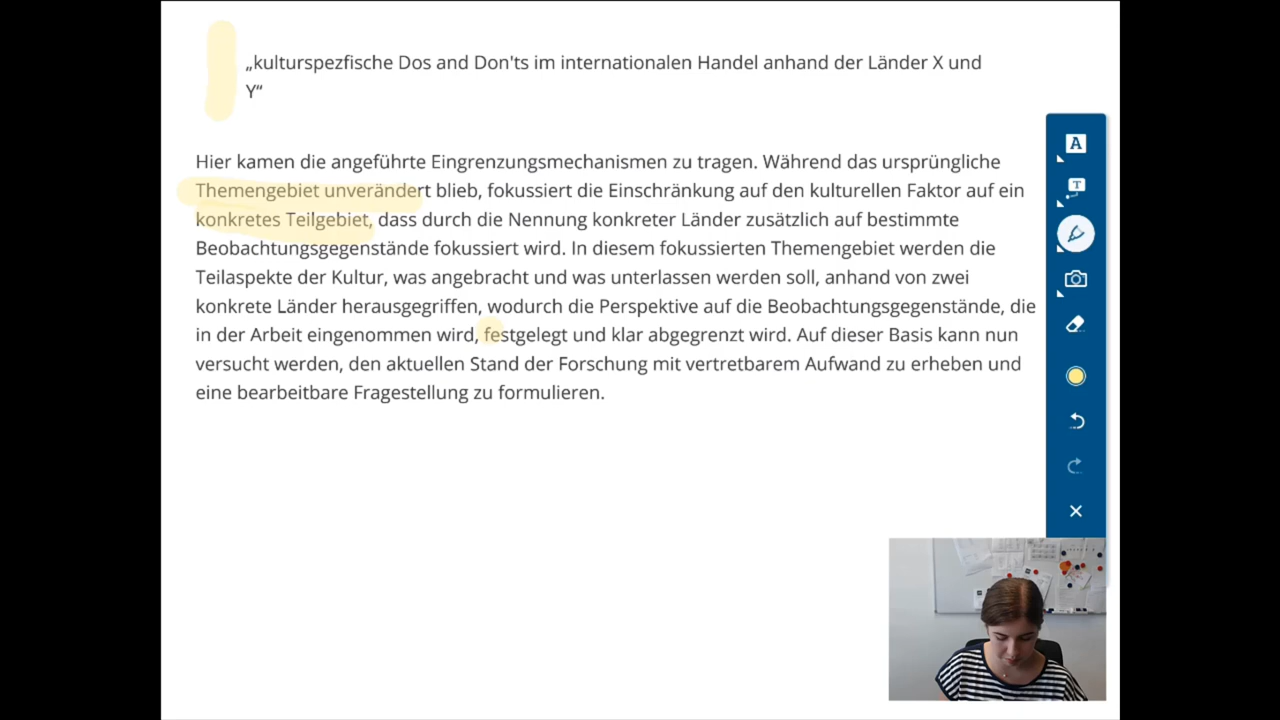 „kulturspezfische Dos and Don'ts im internationalen Handel anhand der Länder X und
Y“
Hier kamen die angeführte Eingrenzungsmechanismen zu tragen. Während das ursprüngliche
Themengebiet unverändert blieb, fokussiert die Einschränkung auf den kulturellen Faktor auf ein
konkretes Teilgebiet, dass durch die Nennung konkreter Länder zusätzlich auf bestimmte
Beobachtungsgegenstände fokussiert wird. In diesem fokussierten Themengebiet werden die
Teilaspekte der Kultur, was angebracht und was unterlassen werden soll, anhand von zwei
konkrete Länder herausgegriffen, wodurch die Perspektive auf die Beobachtungsgegenstände, die
in der Arbeit eingenommen wird, festgelegt und klar abgegrenzt wird. Auf dieser Basis kann nun
versucht werden, den aktuellen Stand der Forschung mit vertretbarem Aufwand zu erheben und
eine bearbeitbare Fragestellung zu formulieren.
A
T